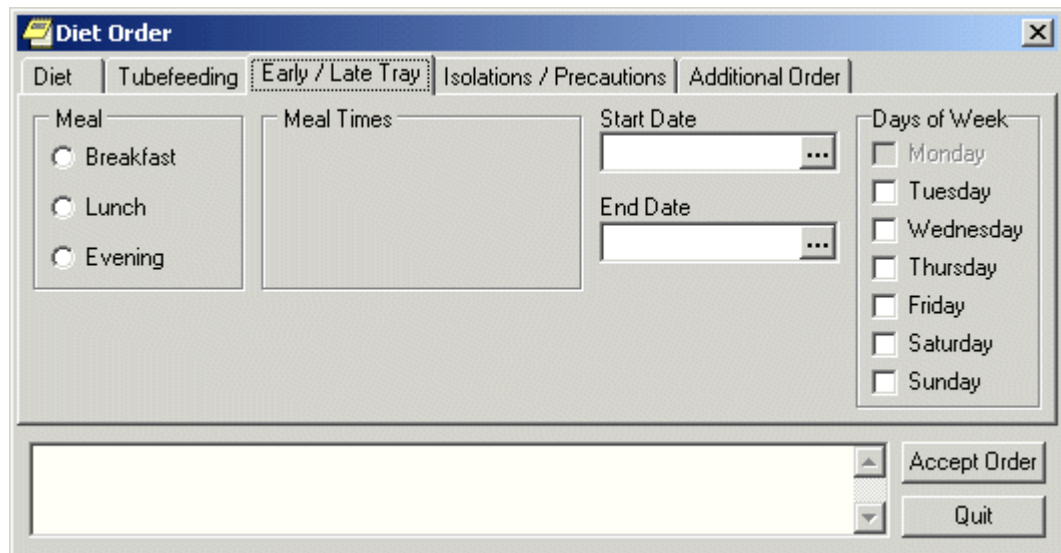 Diet Order
Diet Tubefeeding Early / Late Tray Isolations / Precautions Additional Order
Meal
Breakfast
Lunch
Evening
Meal Times
Start Date
...
End Date
...
Days of Week
Monday
Tuesday
Wednesday
Thursday
Friday
Saturday
Sunday
Accept Order
Quit